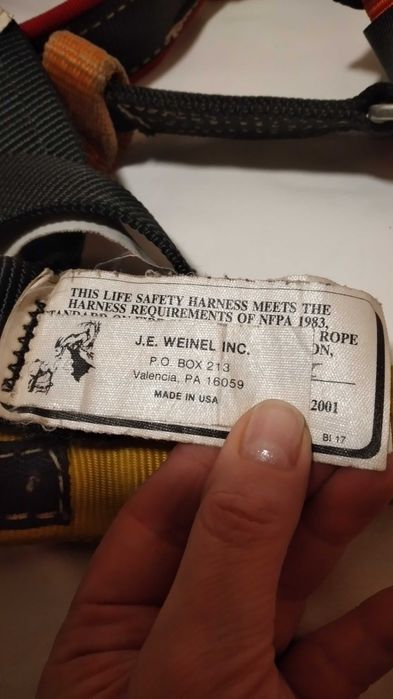 THIS LIFE SAFETY HARNESS MEETS THE
HARNESS REQUIREMENTS OF NFPA 1983,
ROPE
ON,
J.E. WEINEL INC.
P.O. BOX 213
Valencia, PA 16059
MADE IN USA
2001
BI 17